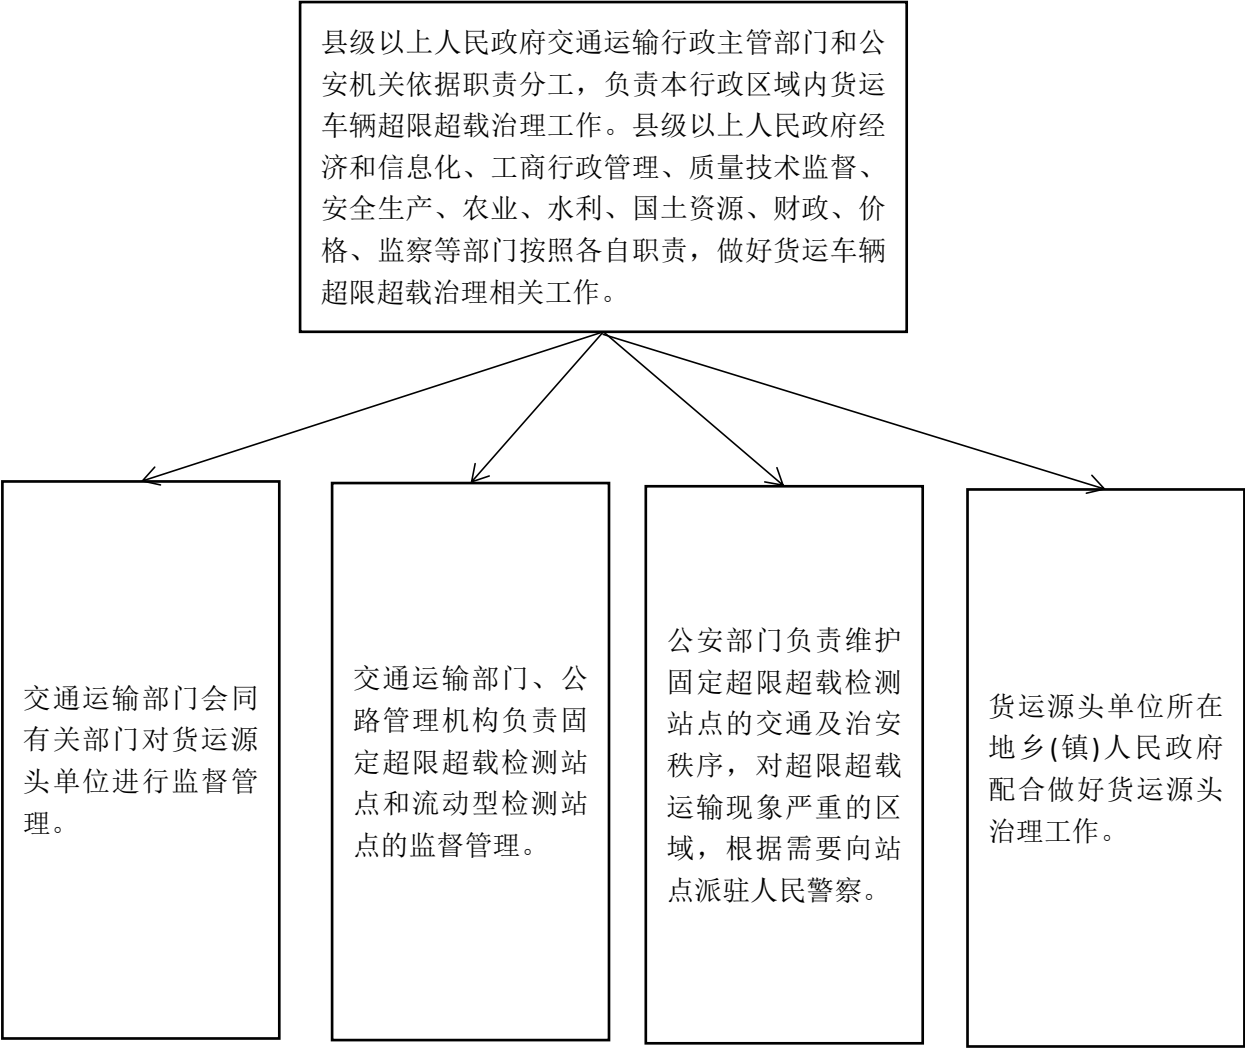 县级以上人民政府交通运输行政主管部门和公
安机关依据职责分工，负责本行政区域内货运
车辆超限超载治理工作。县级以上人民政府经
济和信息化、工商行政管理、质量技术监督、
安全生产、农业、水利、国土资源、财政、价
格、监察等部门按照各自职责，做好货运车辆
超限超载治理相关工作。
交通运输部门会同
有关部门对货运源
头单位进行监督管
理。
交通运输部门、公
路管理机构负责固
定超限超载检测站
点和流动型检测站
点的监督管理。
公安部门负责维护
固定超限超载检测
站点的交通及治安
秩序，对超限超载
运输现象严重的区
域，根据需要向站
点派驻人民警察。
货运源头单位所在
地乡(镇)人民政府
配合做好货运源头
治理工作。